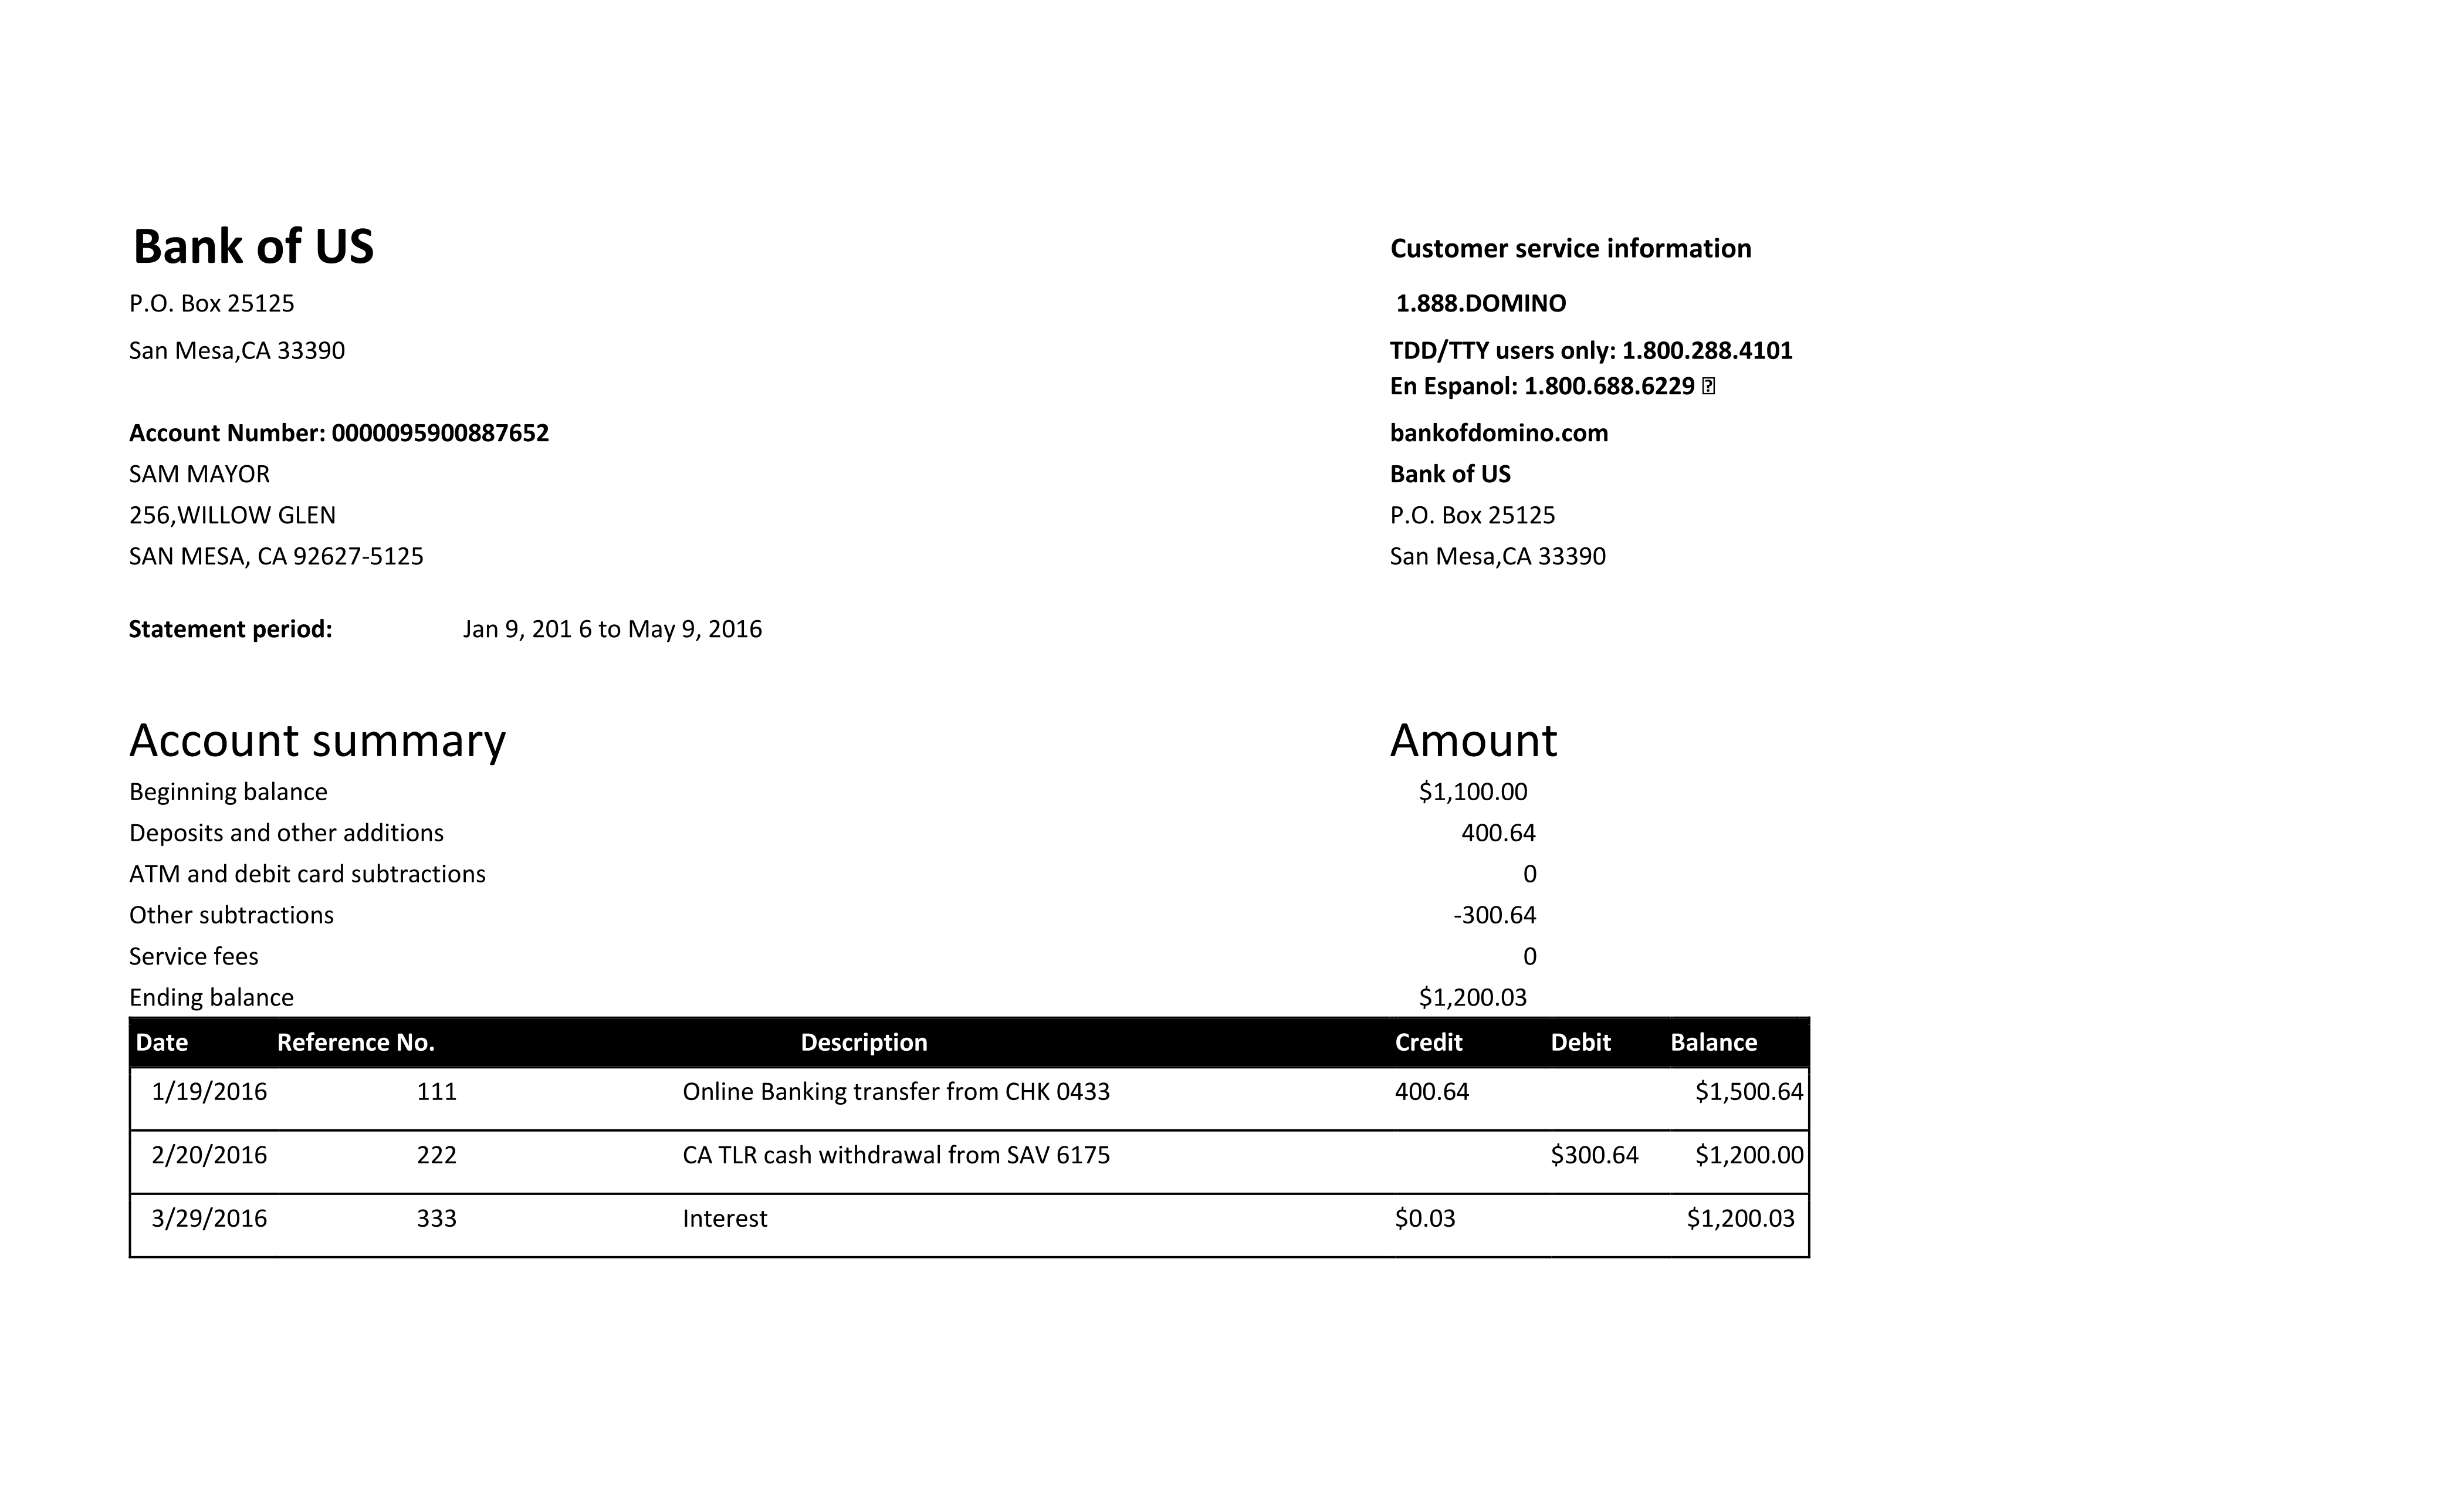 Bank of US
P.O. Box 25125
San Mesa,CA 33390
Customer service information
1.888.DOMINO
TDD/TTY users only: 1.800.288.4101
En Espanol: 1.800.688.6229 
bankofdomino.com
Bank of US
P.O. Box 25125
San Mesa,CA 33390
Account Number: 0000095900887652
SAM MAYOR
256,WILLOW GLEN
SAN MESA, CA 92627-5125
Statement period: Jan 9, 201 6 to May 9, 2016
Account summary Amount
Beginning balance $1,100.00
Deposits and other additions 400.64
ATM and debit card subtractions 0
Other subtractions -300.64
Service fees 0
Ending balance $1,200.03
Date Reference No. Description Credit Debit Balance
1/19/2016 111 Online Banking transfer from CHK 0433 400.64 $1,500.64
2/20/2016 222 CA TLR cash withdrawal from SAV 6175 $300.64 $1,200.00
3/29/2016 333 Interest $0.03 $1,200.03